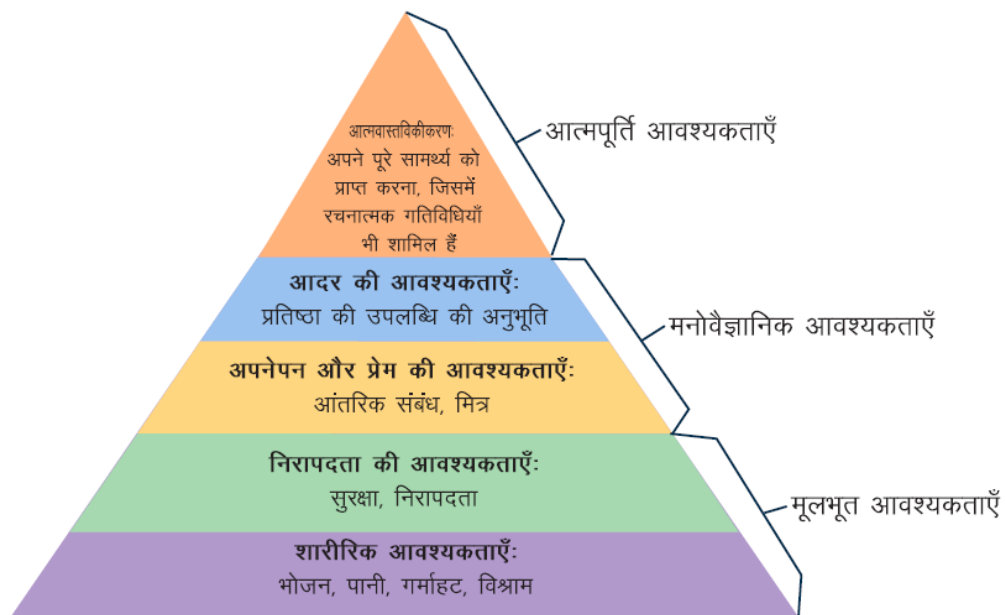 आत्मवास्तविकीकरणः
अपने पूरे सामर्थ्य को
प्राप्त करना, जिसमें
रचनात्मक गतिविधियाँ
भी शामिल हैं
आत्मपूर्ति आवश्यकताएँ
आदर की आवश्यकताएँः
प्रतिष्ठा की उपलब्धि की अनुभूति
मनोवैज्ञानिक आवश्यकताएँ
अपनेपन और प्रेम की आवश्यकताएँः
आंतरिक संबंध, मित्र
निरापदता की आवश्यकताएँः
सुरक्षा, निरापदता
मूलभूत आवश्यकताएँ
शारीरिक आवश्यकताएँः
भोजन, पानी, गर्माहट, विश्राम